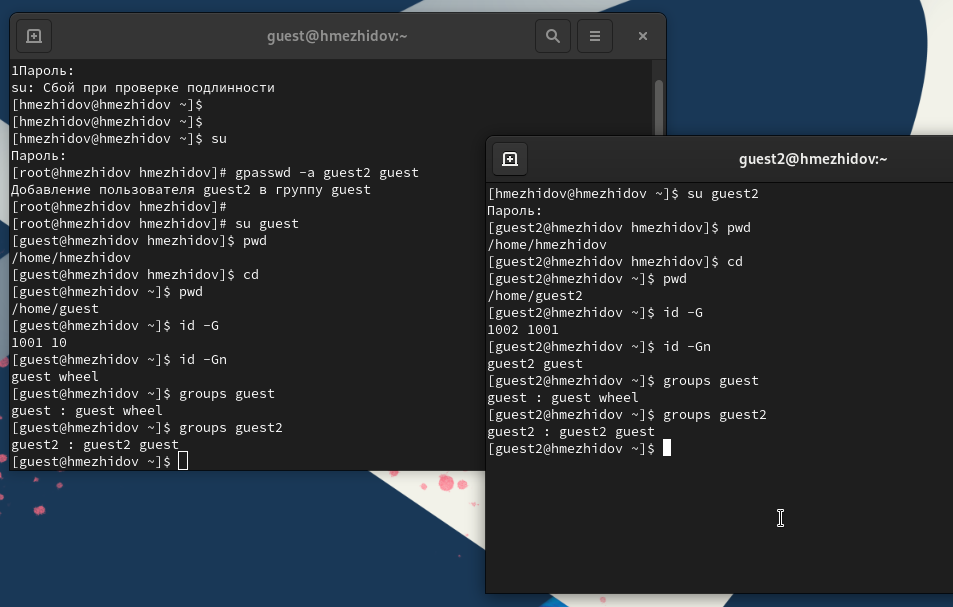 guest@hmezhidov:~
1Пароль:
su: Сбой при проверке подлинности
[hmezhidov@hmezhidov ~]$
[hmezhidov@hmezhidov ~]$
[hmezhidov@hmezhidov ~]$ su
Пароль:
[root@hmezhidov hmezhidov]# gpasswd -a guest2 guest
Добавление пользователя guest2 в группу guest
[root@hmezhidov hmezhidov]#
[root@hmezhidov hmezhidov]# su guest
[guest@hmezhidov hmezhidov]$ pwd
/home/hmezhidov
[guest@hmezhidov hmezhidov]$ cd
[guest@hmezhidov ~]$ pwd
/home/guest
[guest@hmezhidov ~]$ id -G
1001 10
[guest@hmezhidov ~]$ id -Gn
guest wheel
[guest@hmezhidov ~]$ groups guest
guest : guest wheel
[guest@hmezhidov ~]$ groups guest2
guest2 : guest2 guest
[guest@hmezhidov ~]$
guest2@hmezhidov:~
[hmezhidov@hmezhidov ~]$ su guest2
Пароль:
[guest2@hmezhidov hmezhidov]$ pwd
/home/hmezhidov
[guest2@hmezhidov hmezhidov]$ cd
[guest2@hmezhidov ~]$ pwd
/home/guest2
[guest2@hmezhidov ~]$ id -G
1002 1001
[guest2@hmezhidov ~]$ id -Gn
guest2 guest
[guest2@hmezhidov ~]$ groups guest
guest : guest wheel
[guest2@hmezhidov ~]$ groups guest2
guest2 : guest2 guest
[guest2@hmezhidov ~]$